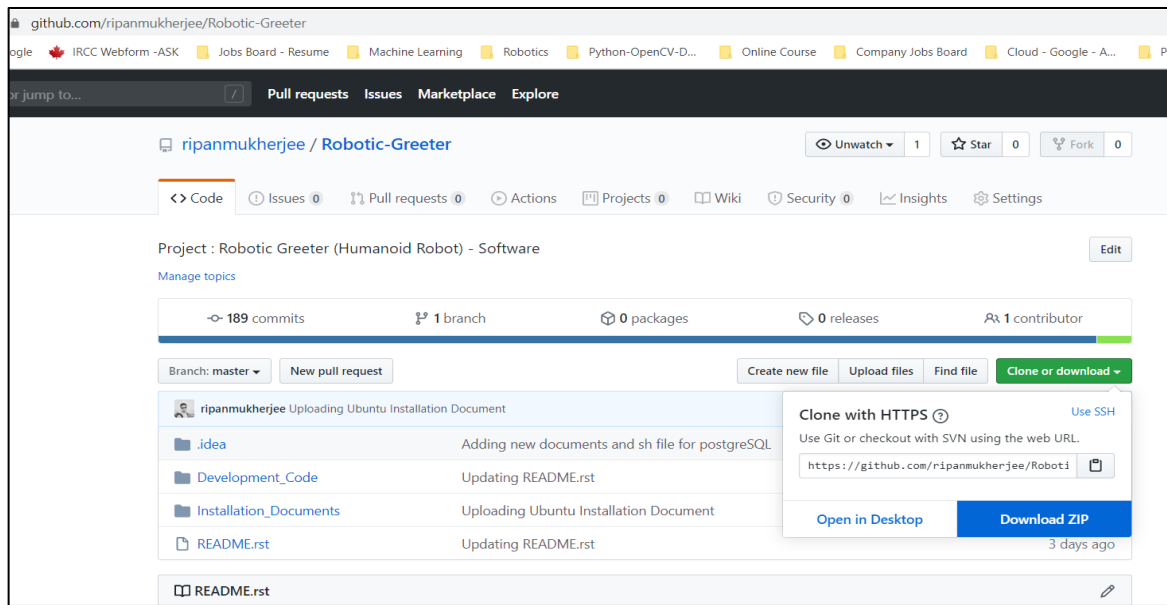 github.com/ripanmukherjee/Robotic-Greeter
ogle IRCC Webform -ASK Jobs Board - Resume Machine Learning Robotics Python-OpenCV-D... Online Course Company Jobs Board Cloud - Google - A... P
or jump to... / Pull requests Issues Marketplace Explore
ripanmukherjee / Robotic-Greeter Unwatch 1 Star 0 Fork 0
<> Code Issues 0 Pull requests 0 Actions Projects 0 Wiki Security 0 Insights Settings
Project : Robotic Greeter (Humanoid Robot) - Software Edit
Manage topics
189 commits 1 branch 0 packages 0 releases 1 contributor
Branch: master New pull request Create new file Upload files Find file Clone or download
ripanmukherjee Uploading Ubuntu Installation Document
Clone with HTTPS ? Use SSH
Use Git or checkout with SVN using the web URL.
https://github.com/ripanmukherjee/Roboti
Open in Desktop Download ZIP
.idea Adding new documents and sh file for postgreSQL
Development_Code Updating README.rst
Installation_Documents Uploading Ubuntu Installation Document
README.rst Updating README.rst 3 days ago
README.rst